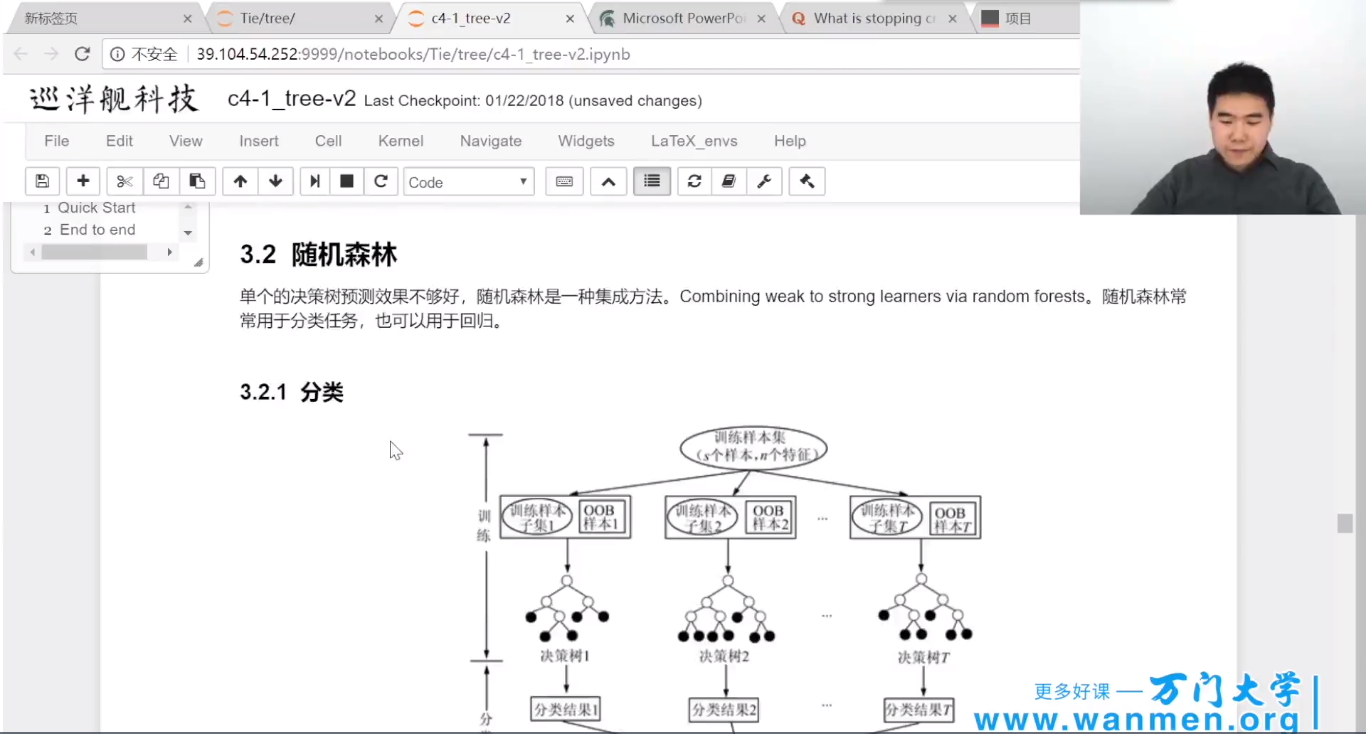 新标签页
Tie/tree/
c4-1_tree-v2
Microsoft PowerPoi
What is stopping c
项目
不安全 39.104.54.252:9999/notebooks/Tie/tree/c4-1_tree-v2.ipynb
巡洋舰科技 c4-1_tree-v2 Last Checkpoint: 01/22/2018 (unsaved changes)
File Edit View Insert Cell Kernel Navigate Widgets LaTeX_envs Help
Code
1 Quick Start
2 End to end
3.2 随机森林
单个的决策树预测效果不够好，随机森林是一种集成方法。Combining weak to strong learners via random forests。随机森林常
常用于分类任务，也可以用于回归。
3.2.1 分类
训练样本集
(s个样本,n个特征)
训练
训练样本
子集1
OOB
样本1
训练样本
子集2
OOB
样本2
...
训练样本
子集T
OOB
样本T
...
决策树1
决策树2
决策树T
分类结果1
分类结果2
...
分类结果T
分
更多好课 — 万门大学
www.wanmen.org